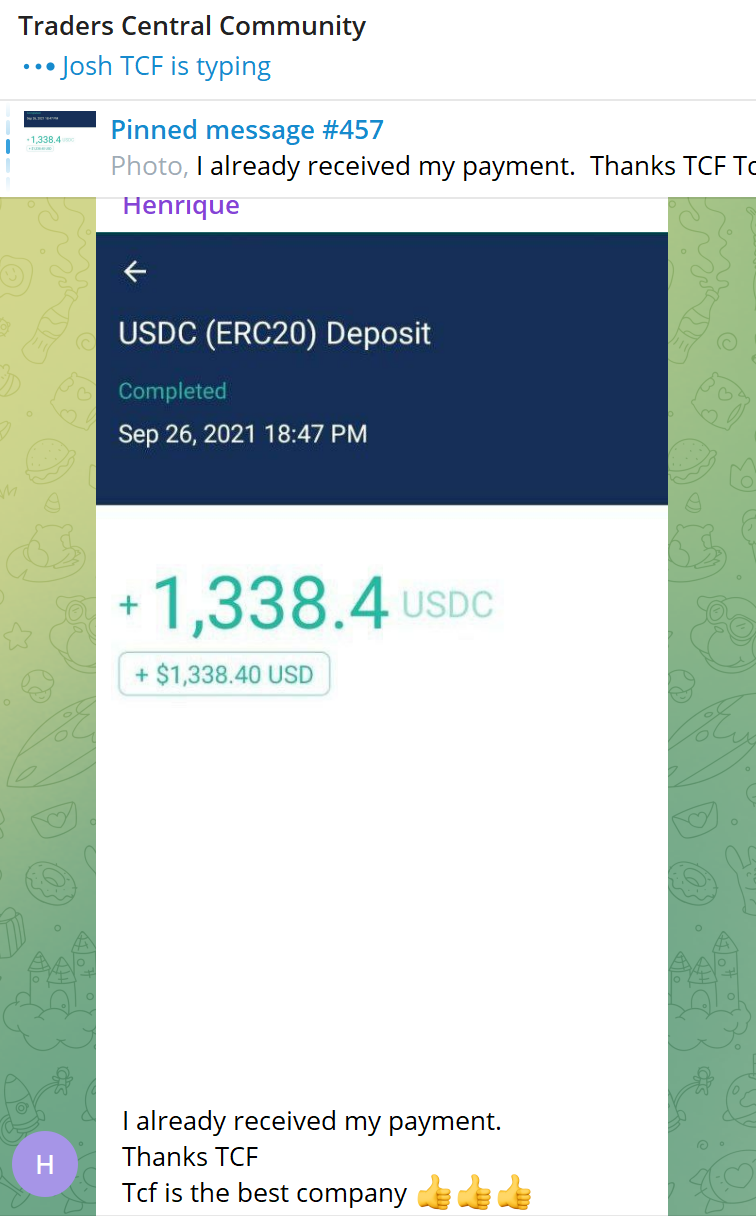 Traders Central Community
Josh TCF is typing
Pinned message #457
Photo, I already received my payment. Thanks TCF Tc
Henrique
USDC (ERC20) Deposit
Completed
Sep 26, 2021 18:47 PM
+ 1,338.4 USDC
+ $1,338.40 USD
I already received my payment.
Thanks TCF
Tcf is the best company 👍👍👍
H